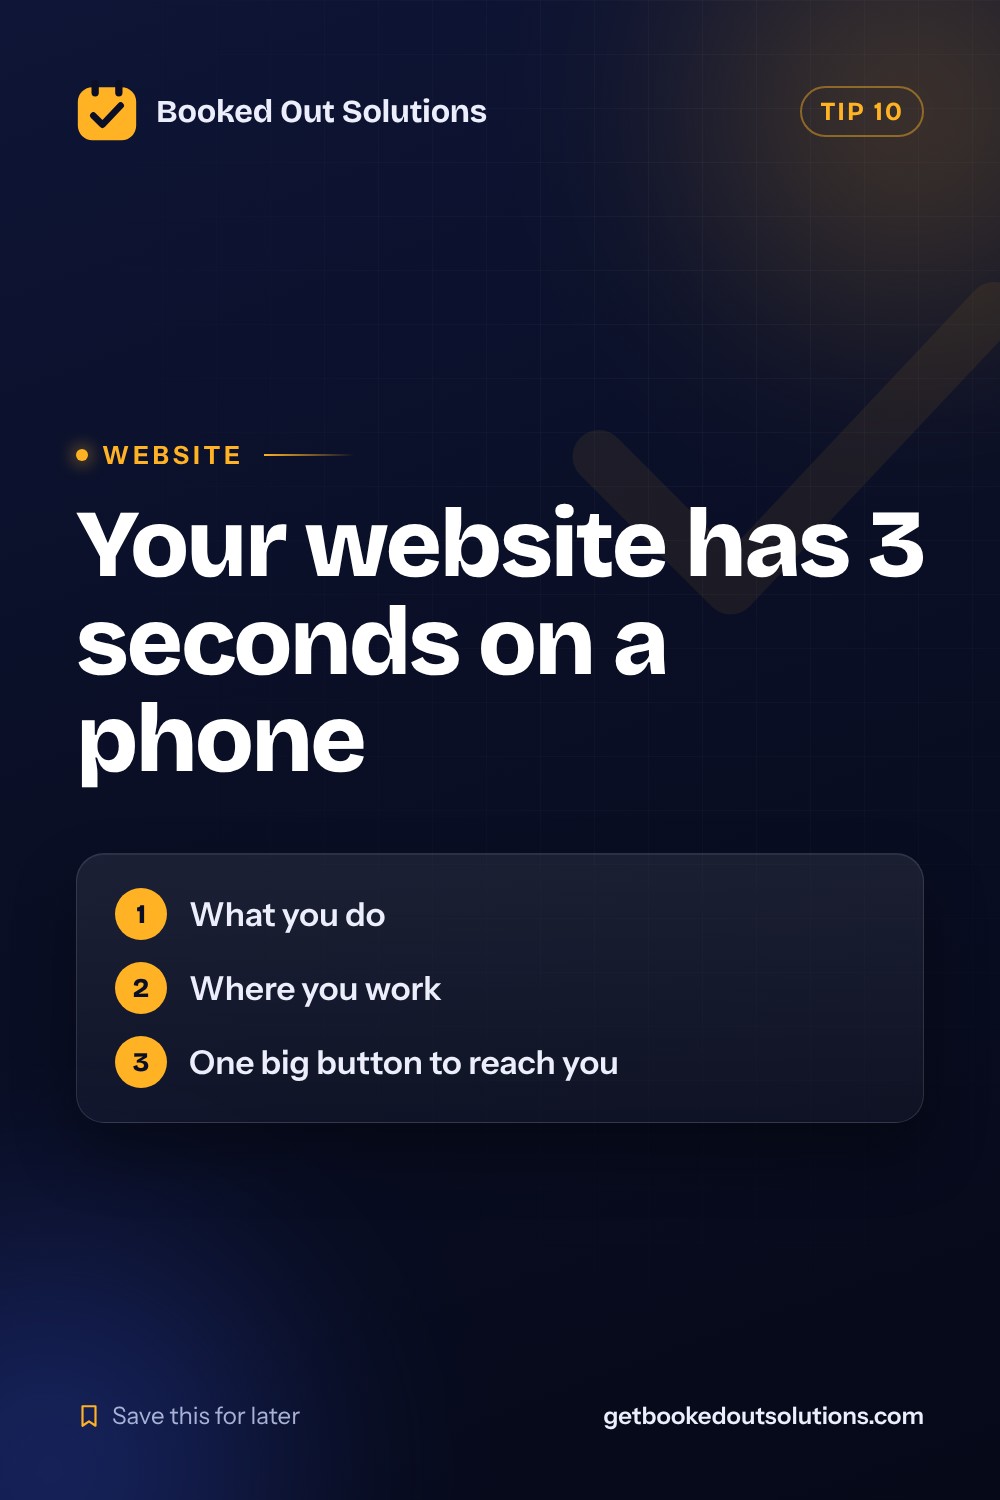 Booked Out Solutions
TIP 10
WEBSITE
Your website has 3
seconds on a
phone
1 What you do
2 Where you work
3 One big button to reach you
Save this for later
getbookedoutsolutions.com